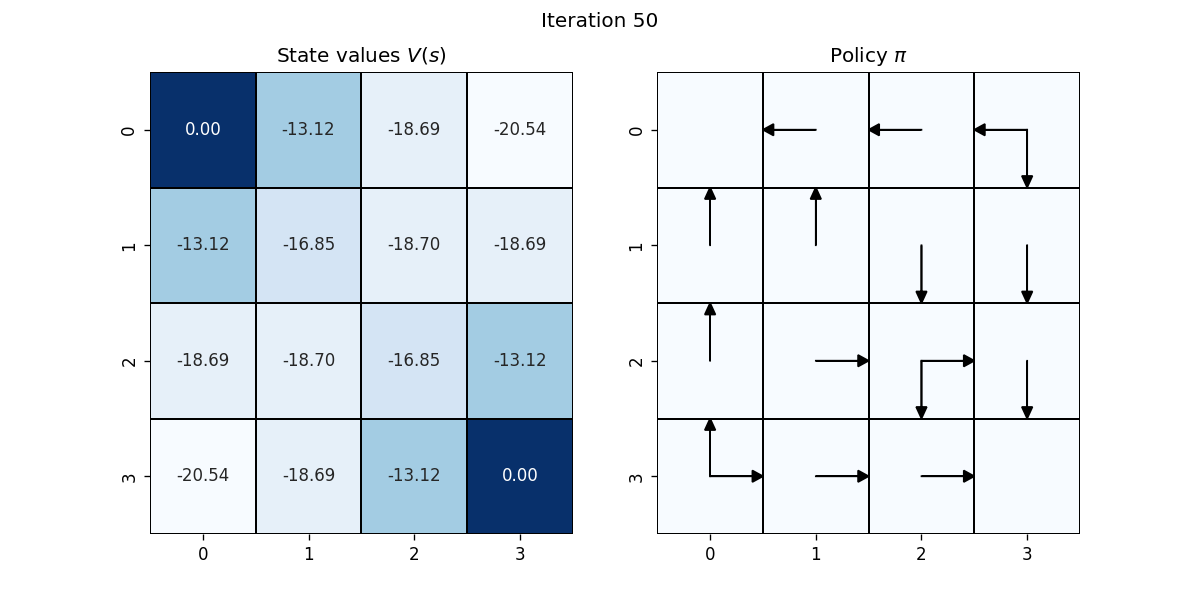 Iteration 50
State values V(s)
Policy π
0
0.00 -13.12 -18.69 -20.54
0
1
-13.12 -16.85 -18.70 -18.69
1
2
-18.69 -18.70 -16.85 -13.12
2
3
-20.54 -18.69 -13.12 0.00
3
0 1 2 3
0 1 2 3